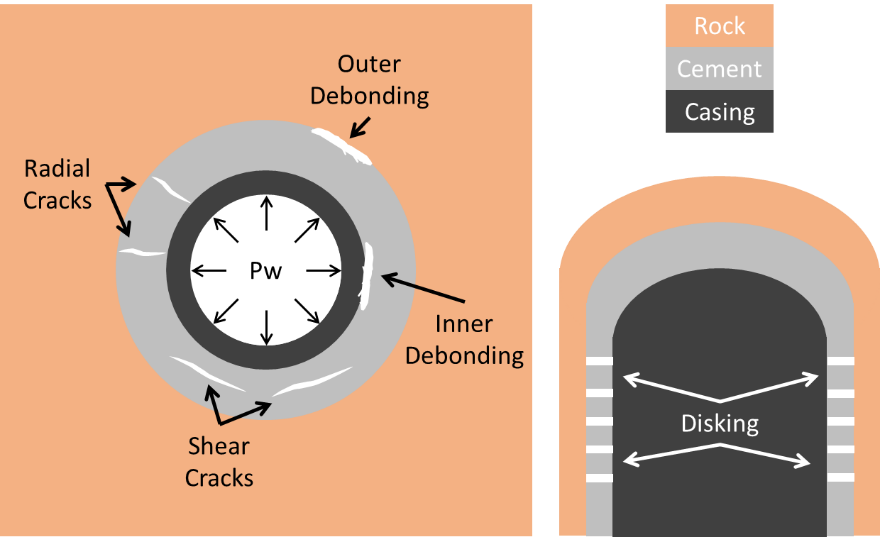 Outer
Debonding
Radial
Cracks
Pw
Inner
Debonding
Shear
Cracks
Rock
Cement
Casing
Disking